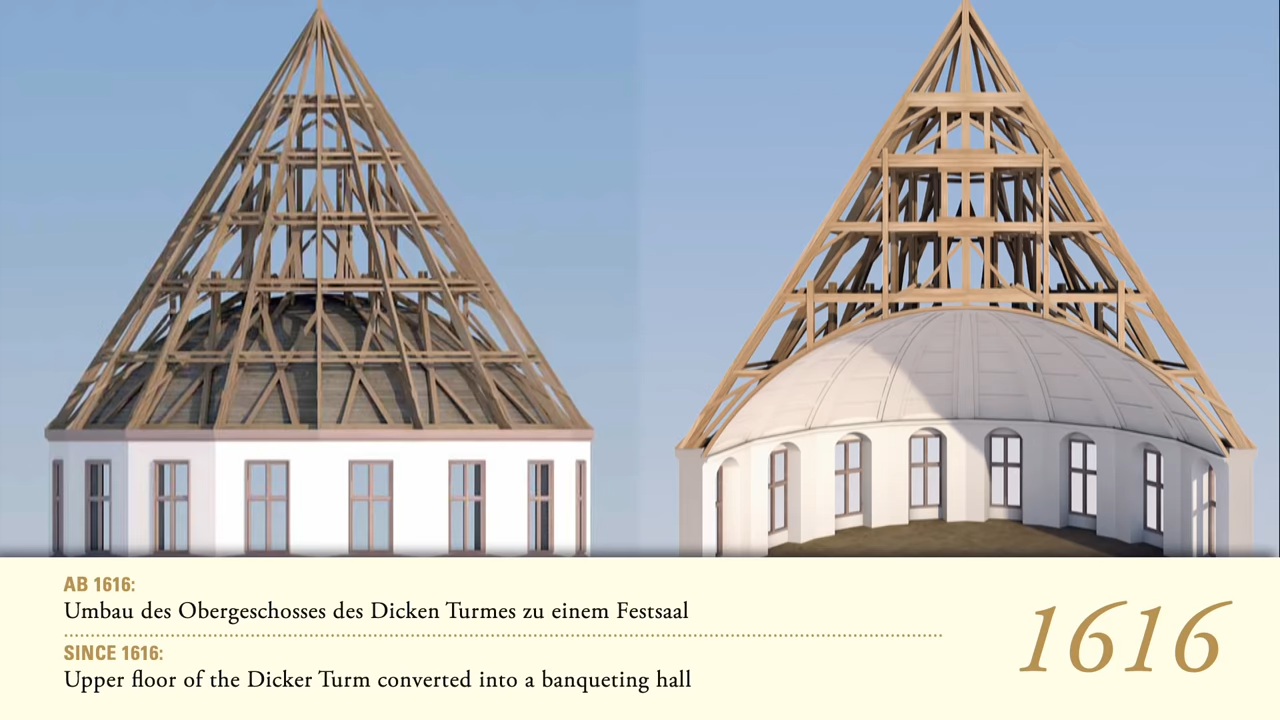 AB 1616:
Umbau des Obergeschosses des Dicken Turmes zu einem Festsaal
SINCE 1616:
Upper floor of the Dicker Turm converted into a banqueting hall
1616